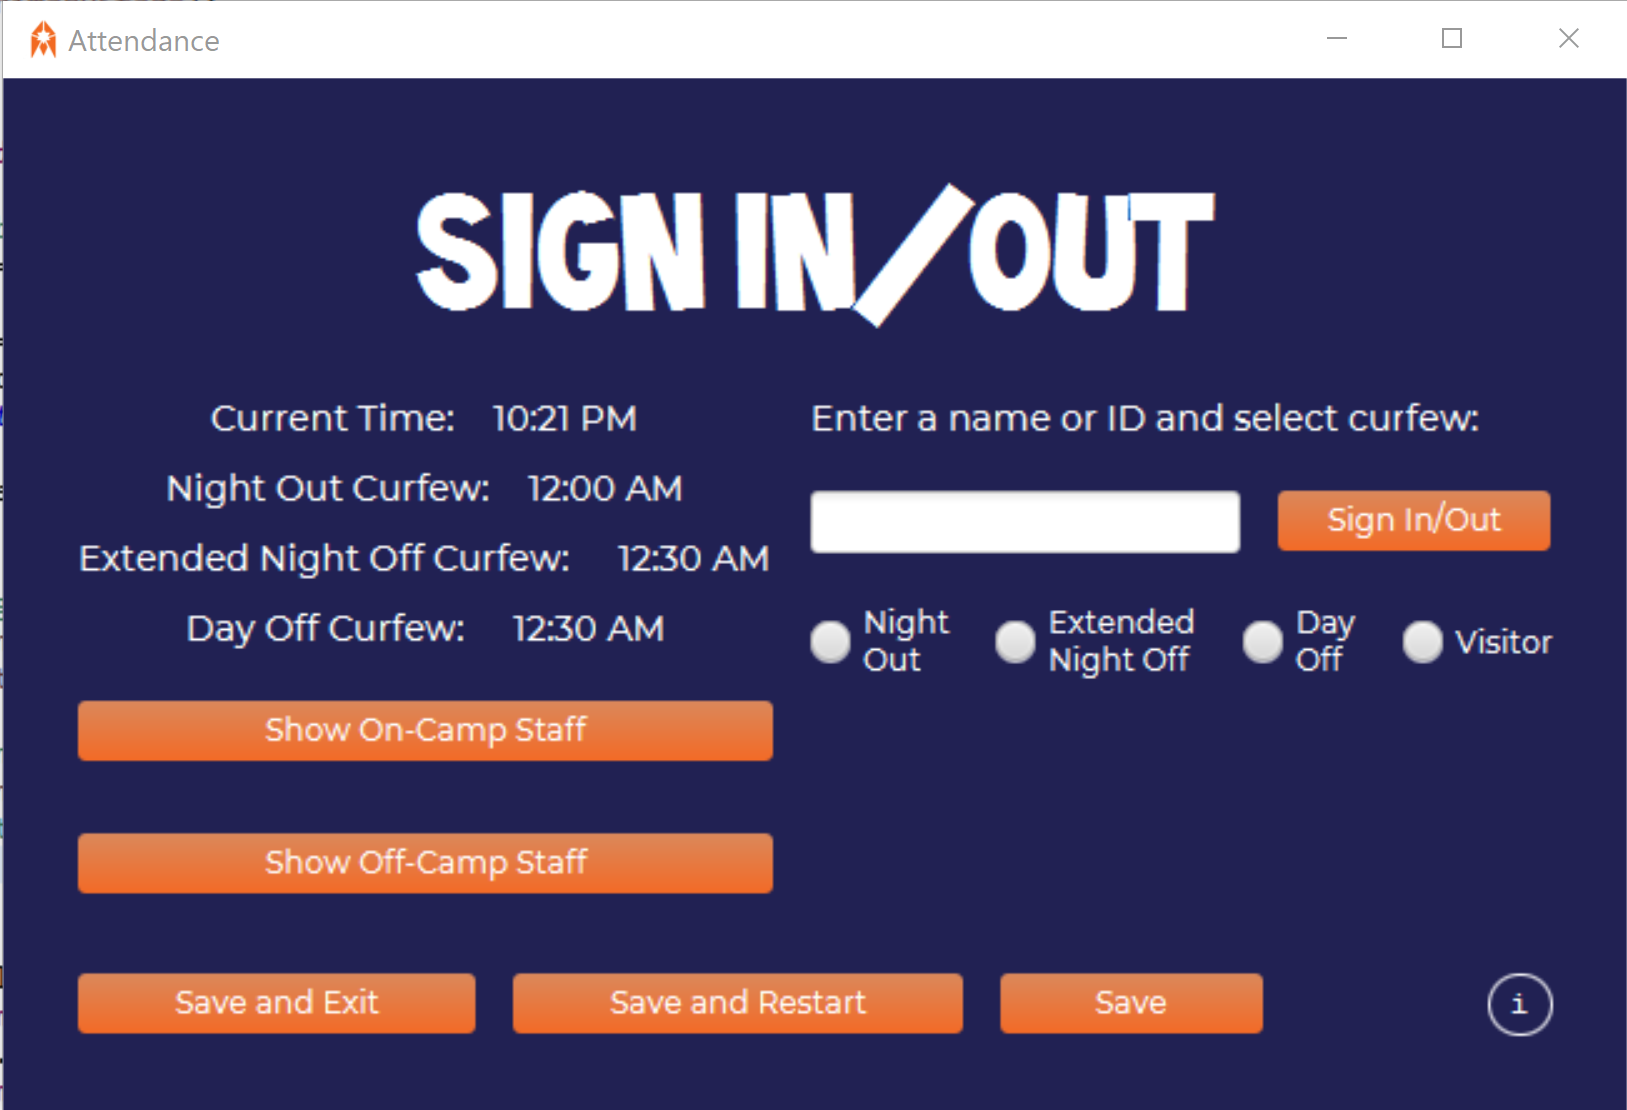 Attendance
SIGN IN/OUT
Current Time: 10:21 PM
Night Out Curfew: 12:00 AM
Extended Night Off Curfew: 12:30 AM
Day Off Curfew: 12:30 AM
Show On-Camp Staff
Show Off-Camp Staff
Enter a name or ID and select curfew:
Sign In/Out
Night
Out
Extended
Night Off
Day
Off
Visitor
Save and Exit
Save and Restart
Save
i